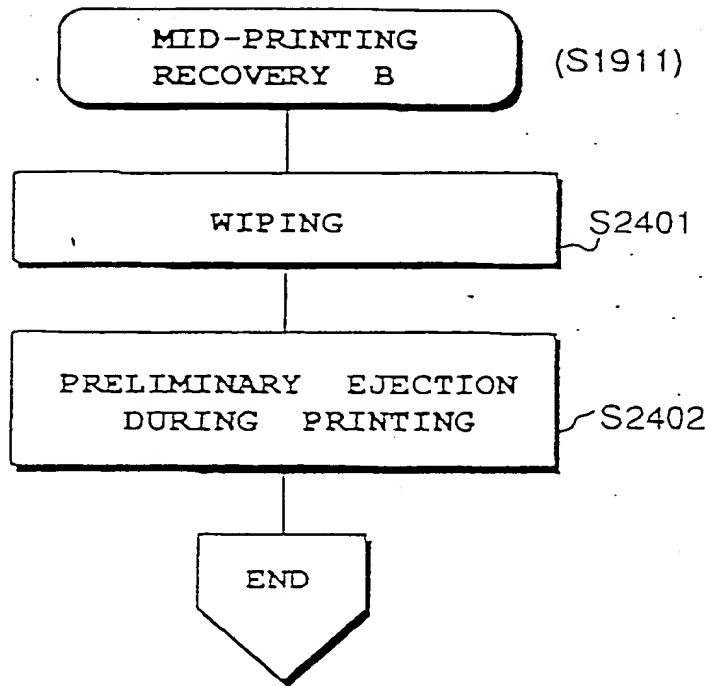 MID-PRINTING
RECOVERY B
(S1911)
WIPING
S2401
PRELIMINARY EJECTION
DURING PRINTING
S2402
END